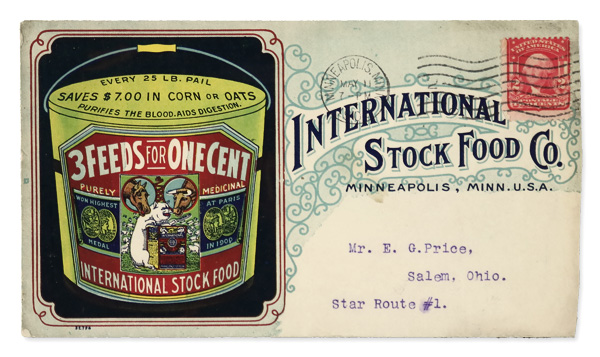 EVERY 25 LB. PAIL
SAVES $7.00 IN CORN OR OATS
PURIFIES THE BLOOD. AIDS DIGESTION.
3 FEEDS FOR ONE CENT
PURELY MEDICINAL
WON HIGHEST
MEDAL
AT PARIS
IN 1900
INTERNATIONAL STOCK FOOD
MINNEAPOLIS, M
MAY
INTERNATIONAL
STOCK FOOD CO.
MINNEAPOLIS, MINN. U.S.A.
Mr. E. G. Price,
Salem, Ohio.
Star Route #1.